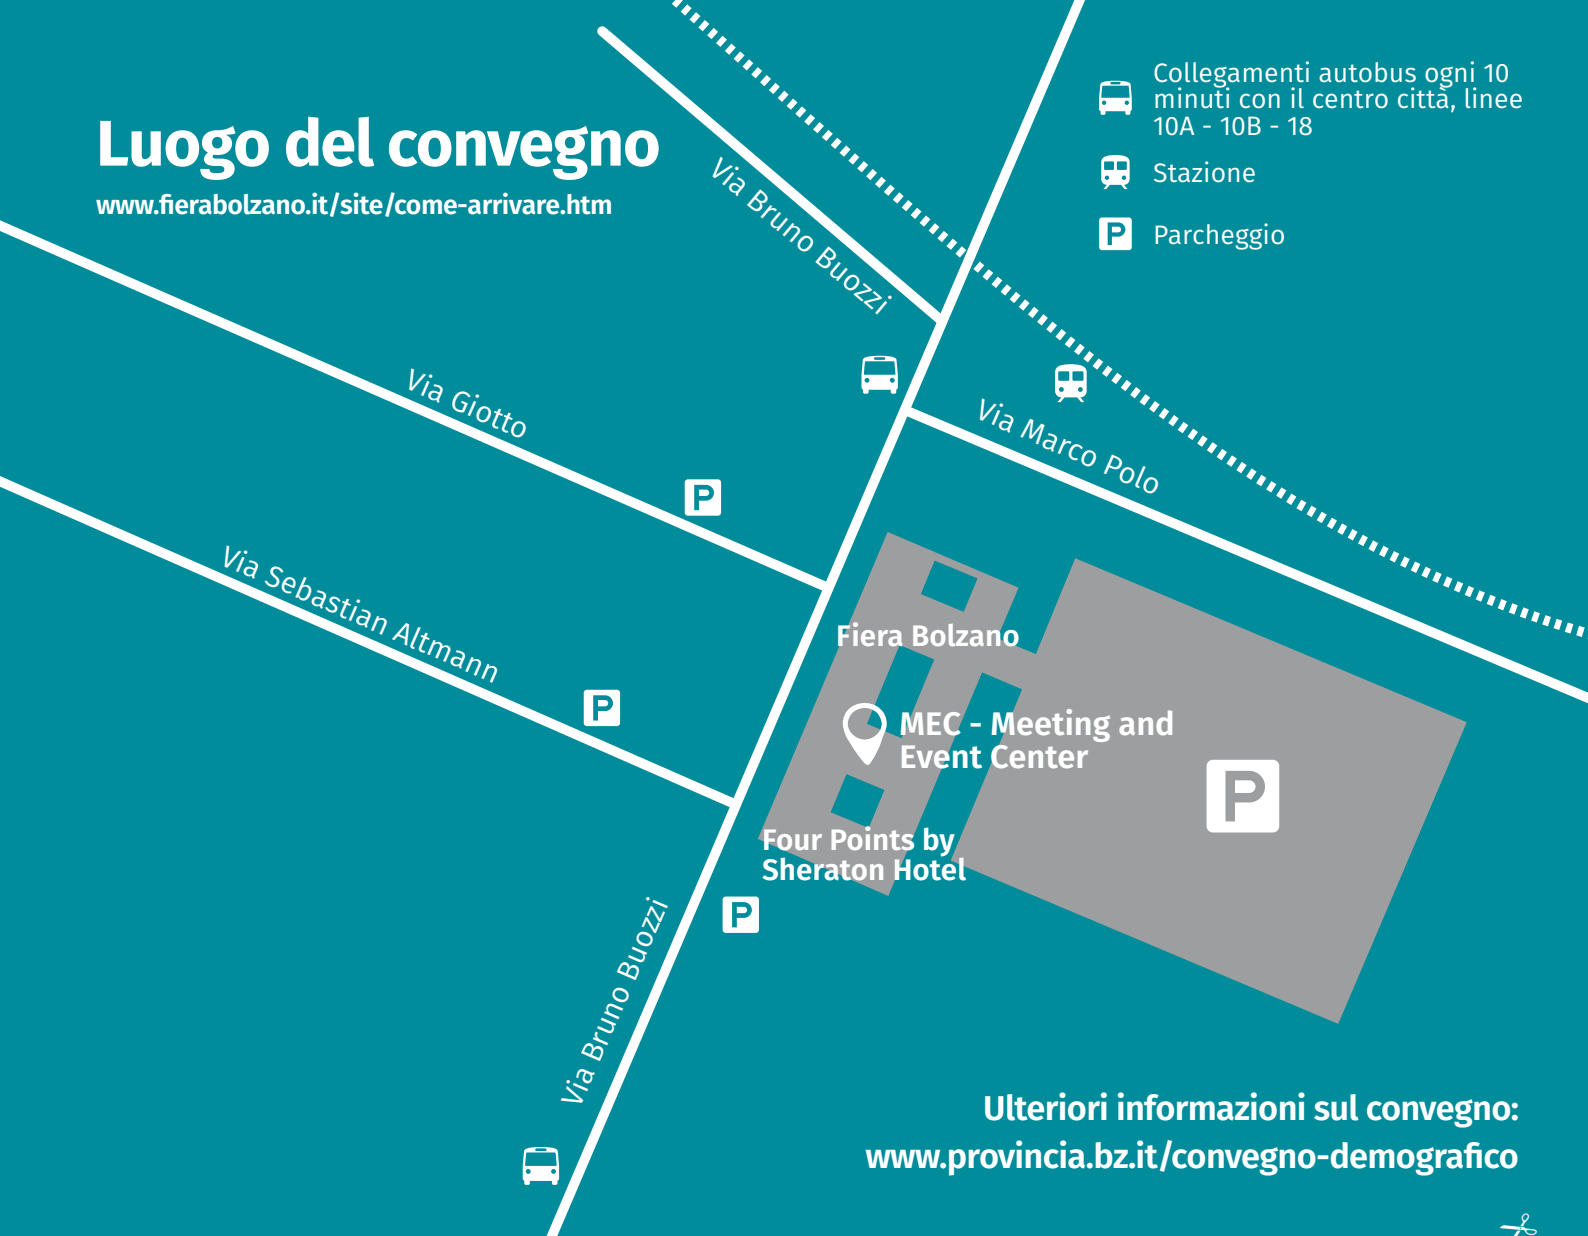 Luogo del convegno
www.fierabolzano.it/site/come-arrivare.htm
Collegamenti autobus ogni 10
minuti con il centro città, linee
10A - 10B - 18
Stazione
P
Parcheggio
Via Bruno Buozzi
Via Giotto
Via Marco Polo
P
Via Sebastian Altmann
P
Fiera Bolzano
MEC - Meeting and
Event Center
P
Four Points by
Sheraton Hotel
P
Via Bruno Buozzi
Ulteriori informazioni sul convegno:
www.provincia.bz.it/convegno-demografico